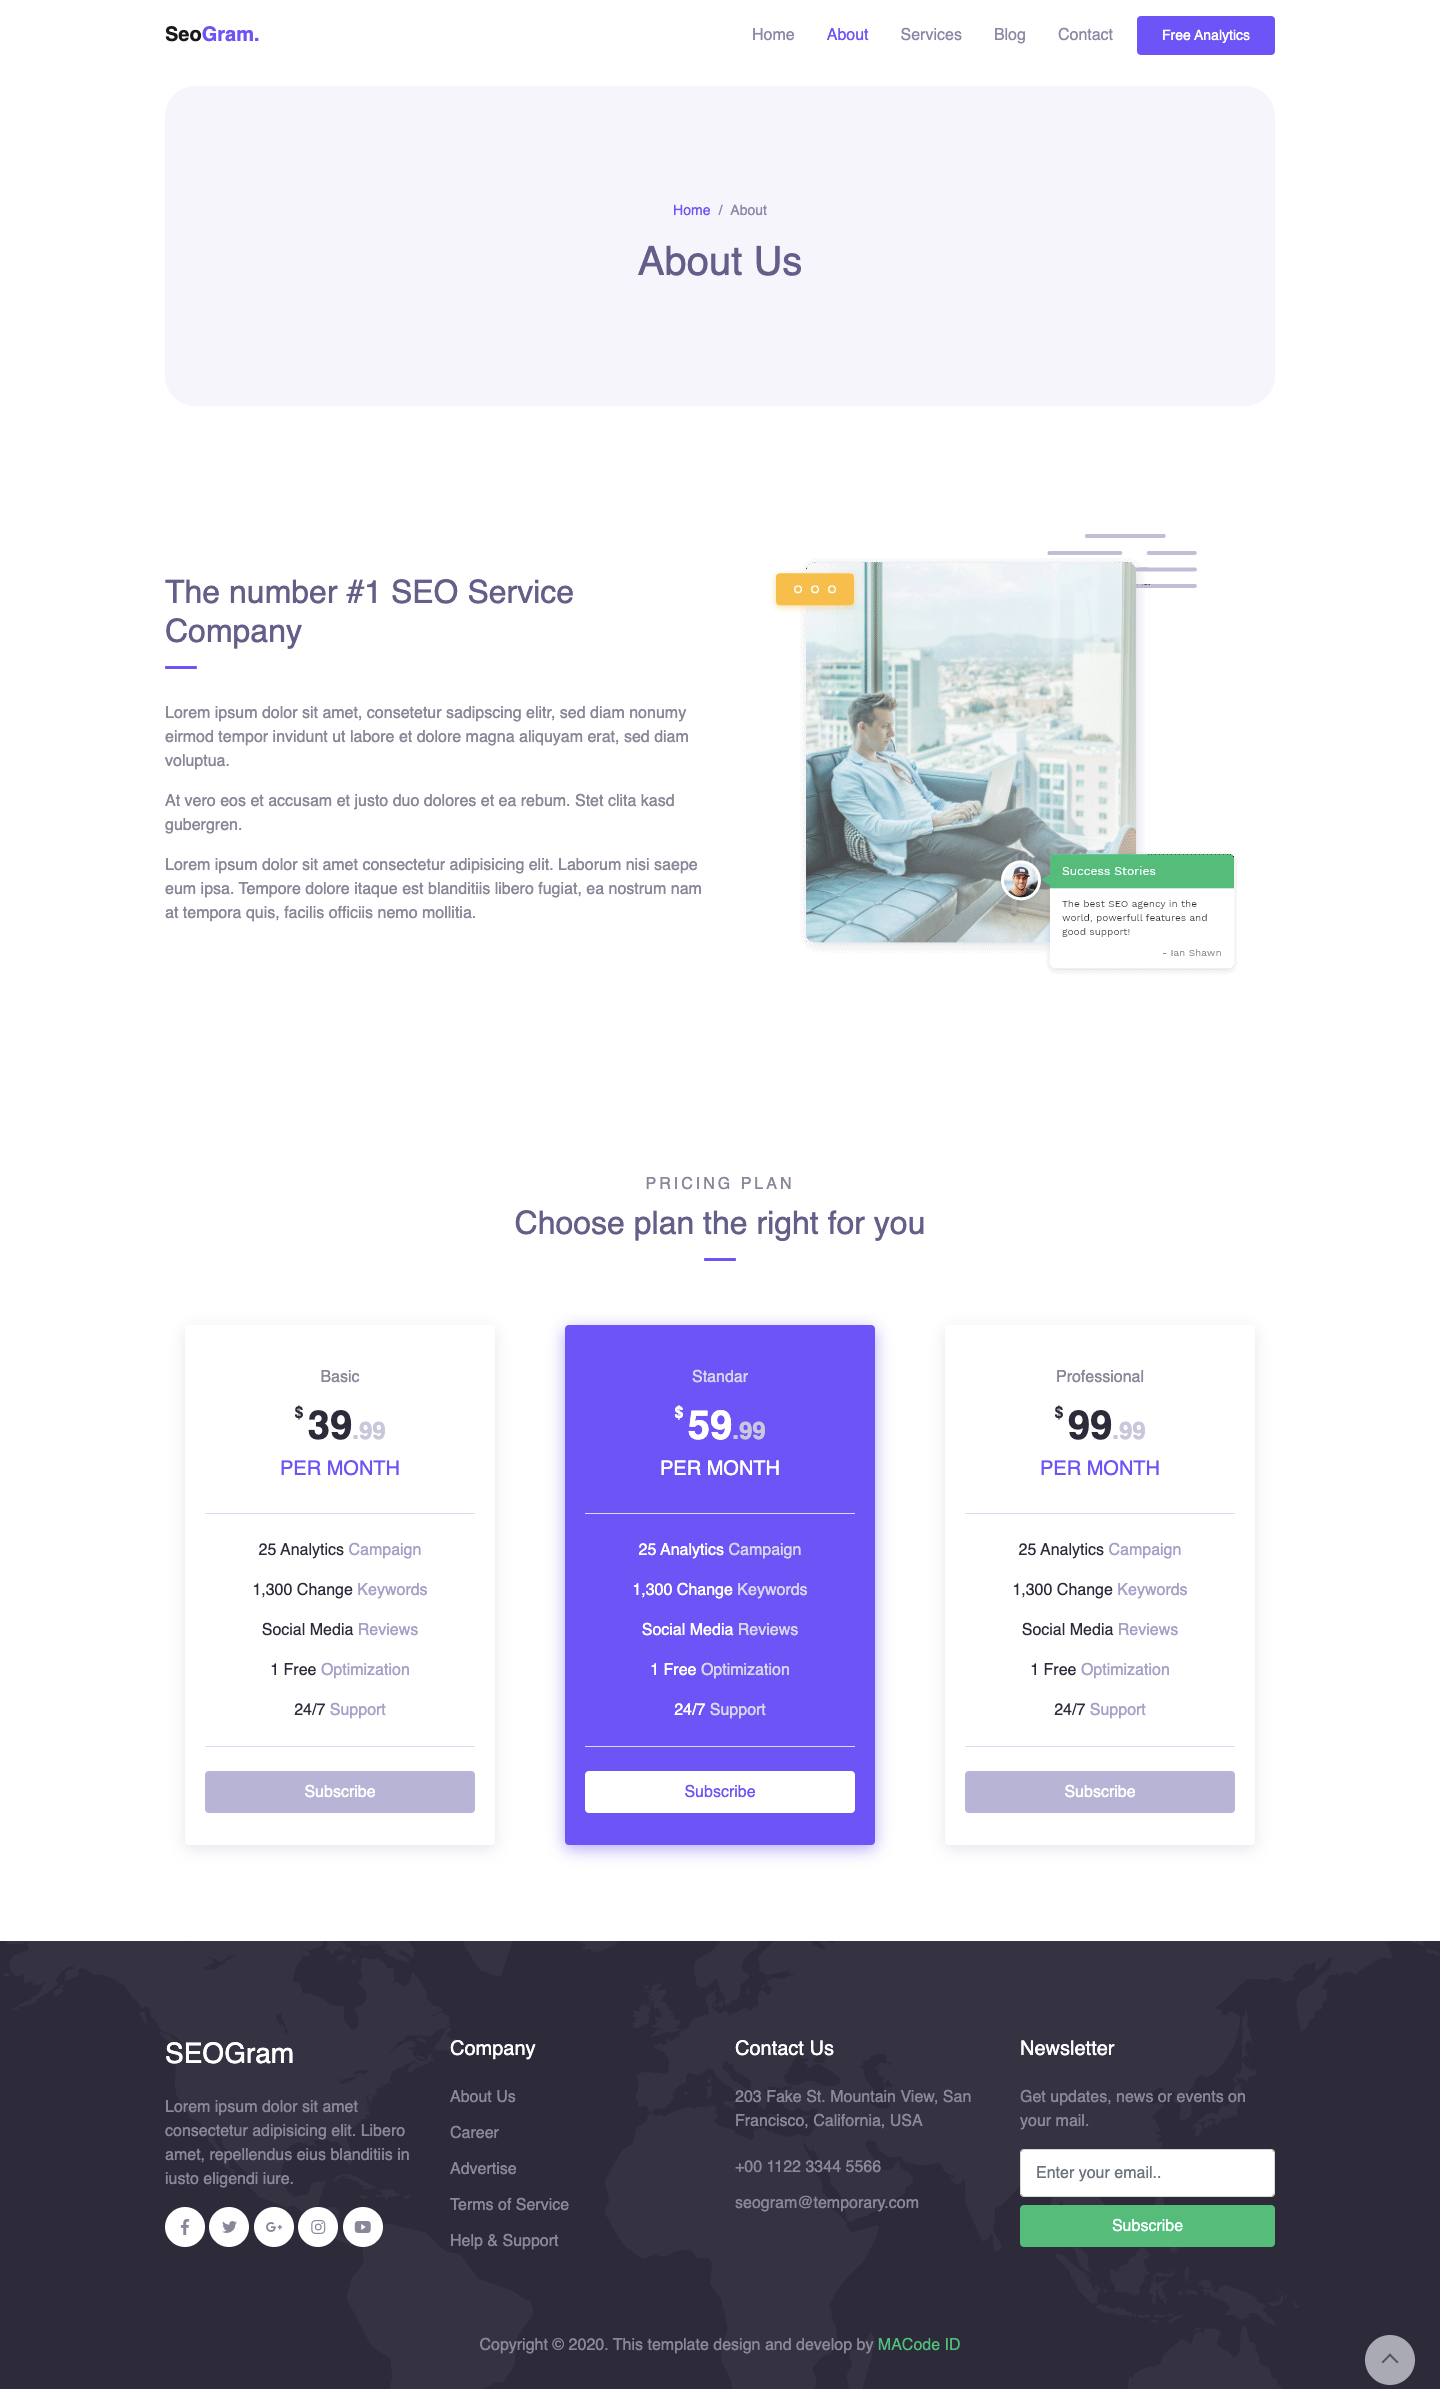 SeoGram.
Home
About
Services
Blog
Contact
Free Analytics
Home / About
About Us
The number #1 SEO Service
Company
Lorem ipsum dolor sit amet, consetetur sadipscing elitr, sed diam nonumy
eirmod tempor invidunt ut labore et dolore magna aliquyam erat, sed diam
voluptua.
At vero eos et accusam et justo duo dolores et ea rebum. Stet clita kasd
gubergren.
Lorem ipsum dolor sit amet consectetur adipisicing elit. Laborum nisi saepe
eum ipsa. Tempore dolore itaque est blanditiis libero fugiat, ea nostrum nam
at tempora quis, facilis officiis nemo mollitia.
Success Stories
The best SEO agency in the
world, powerfull features and
good support!
- Ian Shawn
PRICING PLAN
Choose plan the right for you
Basic
$39.99
PER MONTH
25 Analytics Campaign
1,300 Change Keywords
Social Media Reviews
1 Free Optimization
24/7 Support
Subscribe
Standar
$59.99
PER MONTH
25 Analytics Campaign
1,300 Change Keywords
Social Media Reviews
1 Free Optimization
24/7 Support
Subscribe
Professional
$99.99
PER MONTH
25 Analytics Campaign
1,300 Change Keywords
Social Media Reviews
1 Free Optimization
24/7 Support
Subscribe
SEOGram
Lorem ipsum dolor sit amet
consectetur adipisicing elit. Libero
amet, repellendus eius blanditiis in
iusto eligendi iure.
Company
About Us
Career
Advertise
Terms of Service
Help & Support
Contact Us
203 Fake St. Mountain View, San
Francisco, California, USA
+00 1122 3344 5566
seogram@temporary.com
Newsletter
Get updates, news or events on
your mail.
Enter your email..
Subscribe
Copyright © 2020. This template design and develop by MACode ID